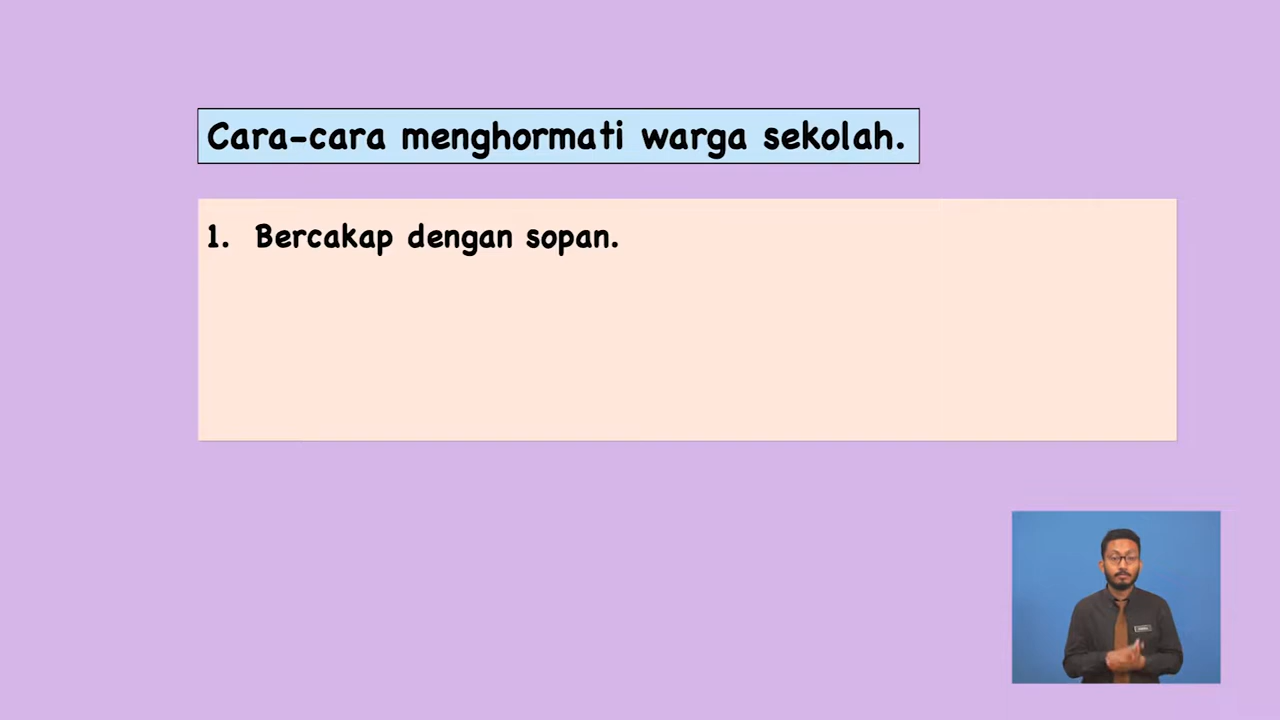 Cara-cara menghormati warga sekolah.
1. Bercakap dengan sopan.